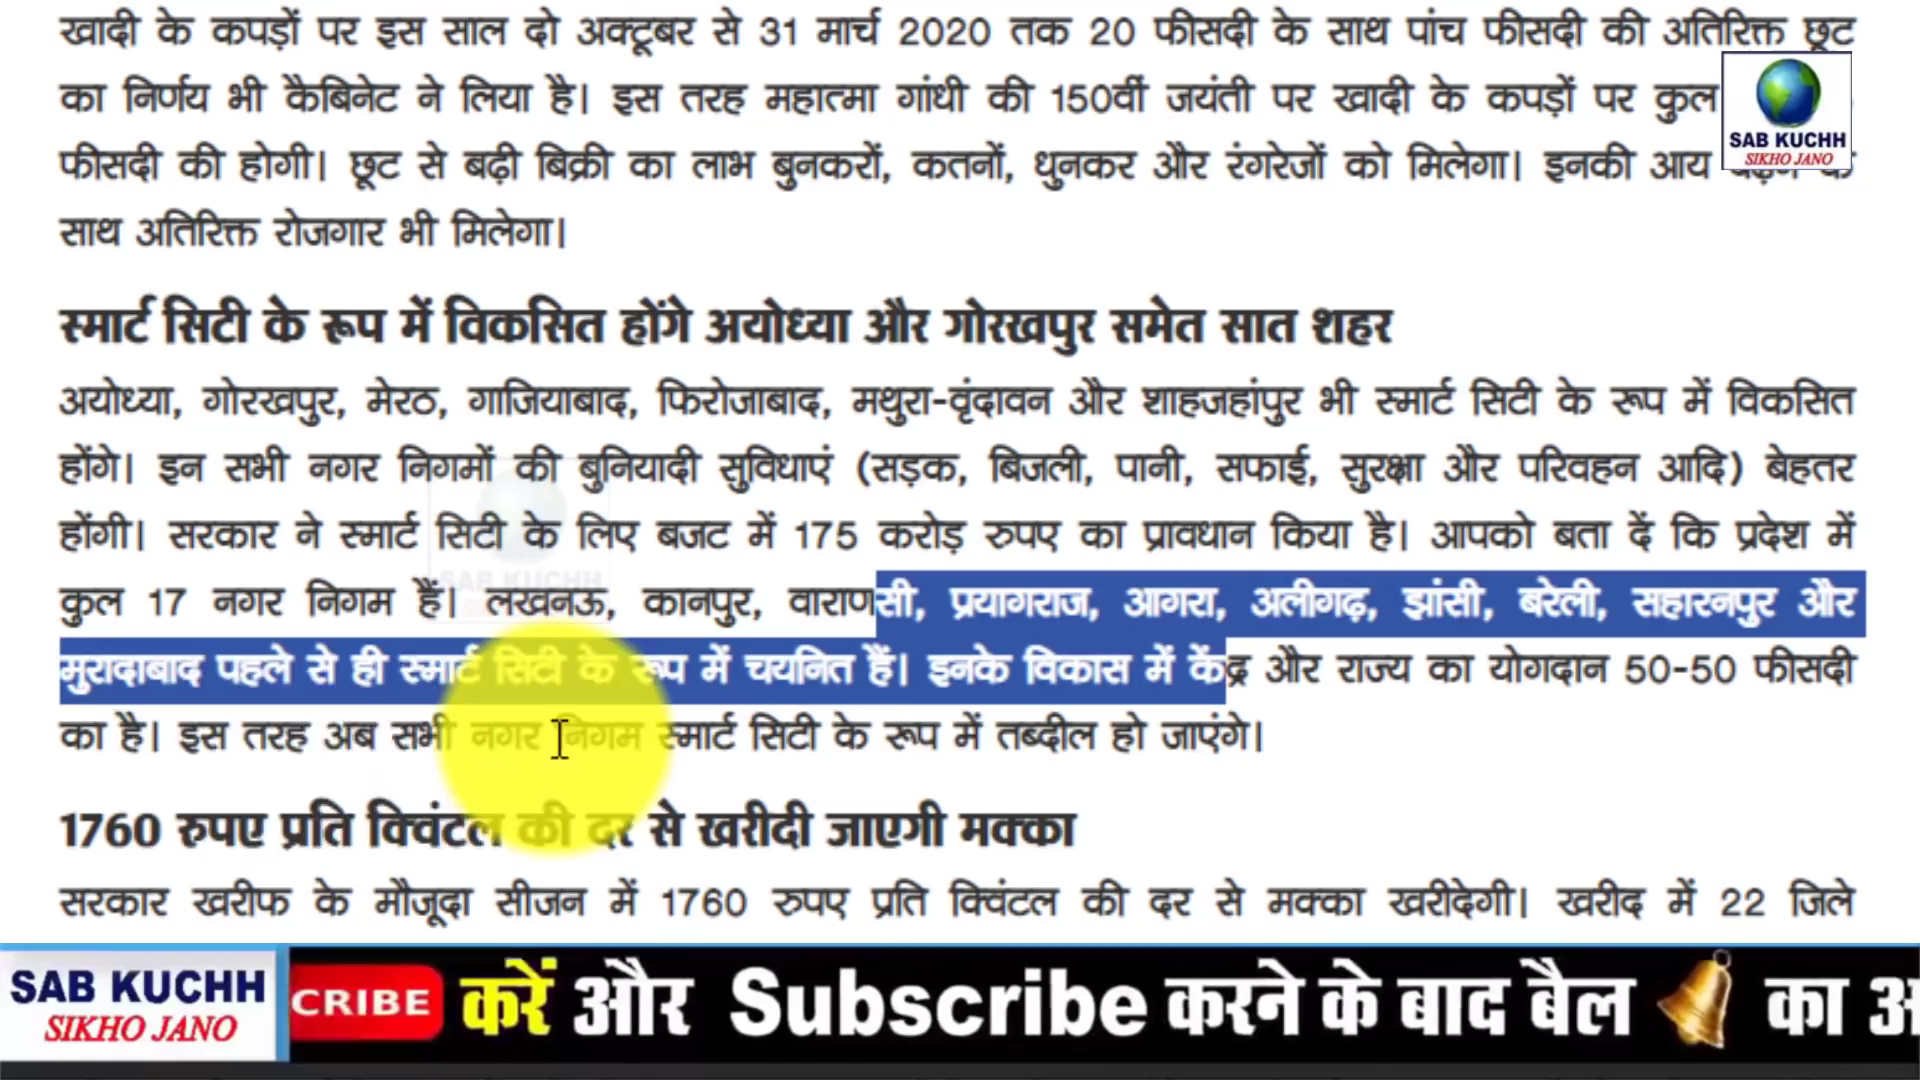 खादी के कपड़ों पर इस साल दो अक्टूबर से 31 मार्च 2020 तक 20 फीसदी के साथ पांच फीसदी की अतिरिक्त छूट
का निर्णय भी कैबिनेट ने लिया है। इस तरह महात्मा गांधी की 150वीं जयंती पर खादी के कपड़ों पर कुल
फीसदी की होगी। छूट से बढ़ी बिक्री का लाभ बुनकरों, कतनों, धुनकर और रंगरेजों को मिलेगा। इनकी आय
साथ अतिरिक्त रोजगार भी मिलेगा।
SAB KUCHH
SIKHO JANO
स्मार्ट सिटी के रूप में विकसित होंगे अयोध्या और गोरखपुर समेत सात शहर
अयोध्या, गोरखपुर, मेरठ, गाजियाबाद, फिरोजाबाद, मथुरा-वृंदावन और शाहजहांपुर भी स्मार्ट सिटी के रूप में विकसित
होंगे। इन सभी नगर निगमों की बुनियादी सुविधाएं (सड़क, बिजली, पानी, सफाई, सुरक्षा और परिवहन आदि) बेहतर
होंगी। सरकार ने स्मार्ट सिटी के लिए बजट में 175 करोड़ रुपए का प्रावधान किया है। आपको बता दें कि प्रदेश में
कुल 17 नगर निगम हैं। लखनऊ, कानपुर, वाराणसी, प्रयागराज, आगरा, अलीगढ़, झांसी, बरेली, सहारनपुर और
मुरादाबाद पहले से ही स्मार्ट सिटी के रूप में चयनित हैं। इनके विकास में केंद्र और राज्य का योगदान 50-50 फीसदी
का है। इस तरह अब सभी नगर निगम स्मार्ट सिटी के रूप में तब्दील हो जाएंगे।
SAB KUCHH
1760 रुपए प्रति क्विंटल की दर से खरीदी जाएगी मक्का
सरकार खरीफ के मौजूदा सीजन में 1760 रुपए प्रति क्विंटल की दर से मक्का खरीदेगी। खरीद में 22 जिले
SAB KUCHH
SIKHO JANO
CRIBE करें और Subscribe करने के बाद बैल का अ